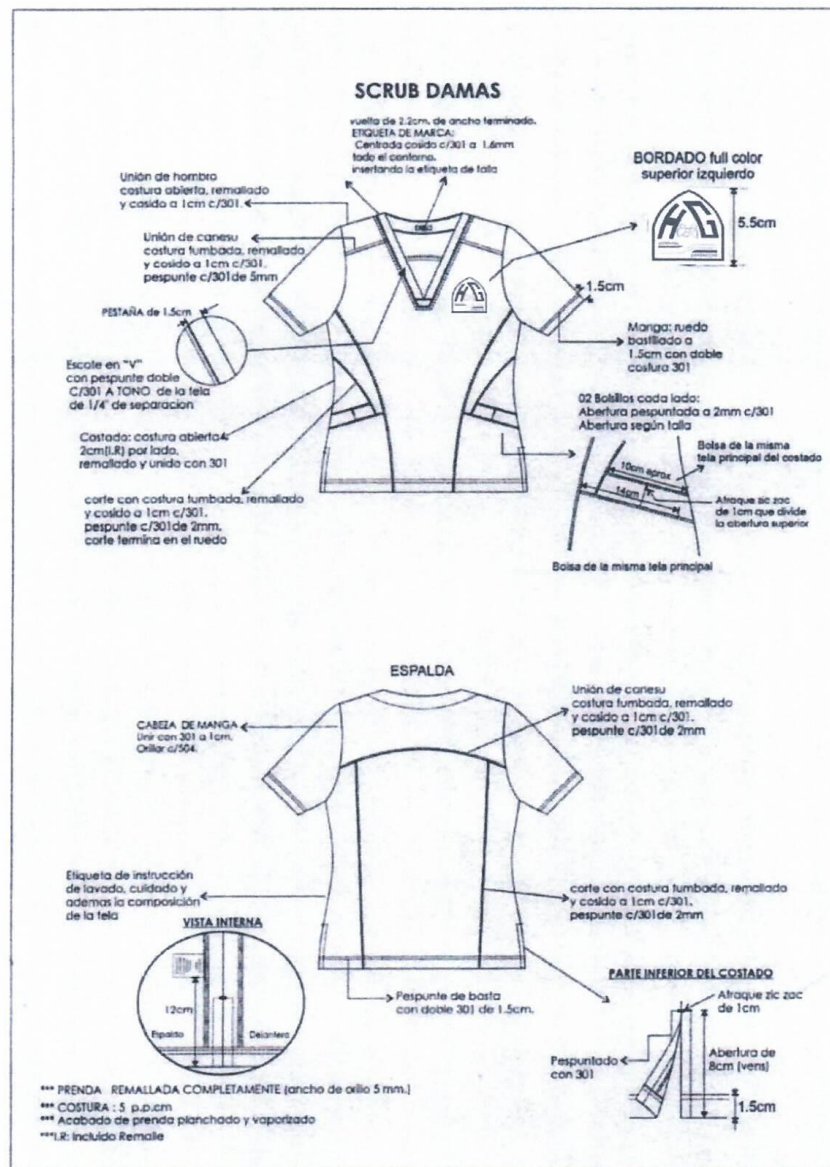 SCRUB DAMAS
vuelta de 2.2cm. de ancho terminado.
ETIQUETA DE MARCA:
Centrada cosido c/301 a 1.6mm
todo el contorno.
insertando la etiqueta de talla
BORDADO full color
superior izquierdo
5.5cm
Unión de hombro
costura abierta, remallado
y cosido a 1cm c/301.
Unión de canesu
costura tumbada, remallado
y cosido a 1cm c/301.
pespunte c/301de 5mm
1.5cm
PESTAÑA de 1.5cm
Manga: ruedo
bastillado a
1.5cm con doble
costura 301
Escote en "V"
con pespunte doble
C/301 A TONO de la tela
de 1/4" de separacion
02 Bolsillos cada lado:
Abertura pespuntada a 2mm c/301
Abertura según talla
Bolsa de la misma
tela principal del costado
10cm aprox
14cm
Atraque zic zac
de 1cm que divide
la abertura superior
Bolsa de la misma tela principal
Costado: costura abierta
2cm(I.R) por lado,
remallado y unido con 301
corte con costura tumbada, remallado
y cosido a 1cm c/301.
pespunte c/301de 2mm.
corte termina en el ruedo
ESPALDA
Unión de canesu
costura tumbada, remallado
y cosido a 1cm c/301.
pespunte c/301de 2mm
CABEZA DE MANGA
Unir con 301 a 1cm.
Orillar c/504.
Etiqueta de instrucción
de lavado, cuidado y
ademas la composición
de la tela
corte con costura tumbada, remallado
y cosido a 1cm c/301.
pespunte c/301de 2mm
VISTA INTERNA
12cm
Espalda
Delantera
Pespunte de basta
con doble 301 de 1.5cm.
PARTE INFERIOR DEL COSTADO
Atraque zic zac
de 1cm
Pespuntado
con 301
Abertura de
8cm (vens)
1.5cm
*** PRENDA REMALLADA COMPLETAMENTE (ancho de orillo 5 mm.)
*** COSTURA : 5 p.p.cm
*** Acabado de prenda planchado y vaporizado
***I.R: Incluido Remalle